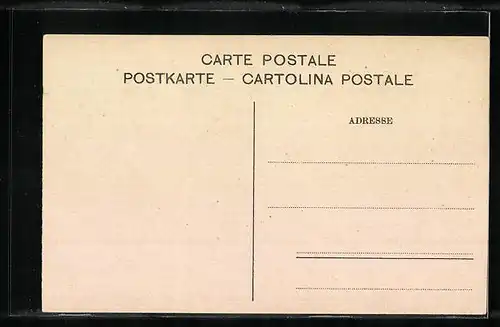 CARTE POSTALE
POSTKARTE — CARTOLINA POSTALE
ADRESSE